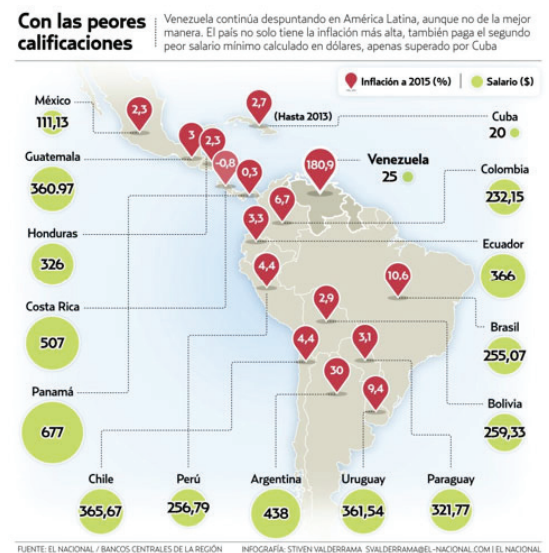 Con las peores
calificaciones
Venezuela continúa despuntando en América Latina, aunque no de la mejor
manera. El país no solo tiene la inflación más alta, también paga el segundo
peor salario mínimo calculado en dólares, apenas superado por Cuba
Inflación a 2015 (%)
Salario ($)
México
111,13
2,3
2,7
(Hasta 2013)
Cuba
20
Guatemala
360.97
3
2,3
-0,8
0,3
180,9
Venezuela
25
Colombia
232,15
6,7
Honduras
326
3,3
Ecuador
366
4,4
10,6
Costa Rica
507
2,9
Brasil
255,07
4,4
3,1
Panamá
677
30
9,4
Bolivia
259,33
Chile
365,67
Perú
256,79
Argentina
438
Uruguay
361,54
Paraguay
321,77
FUENTE: EL NACIONAL / BANCOS CENTRALES DE LA REGIÓN
INFOGRAFÍA: STIVEN VALDERRAMA SVALDERRAMA@EL-NACIONAL.COM | EL NACIONAL